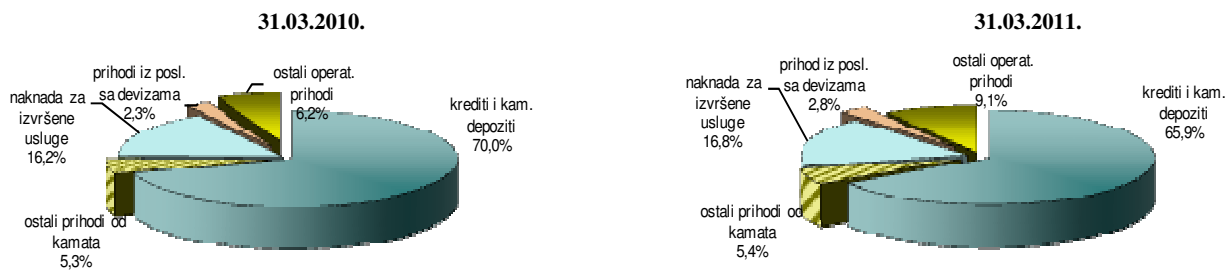 31.03.2010.
ostali operat.
prihodi
6,2%
prihodi iz posl.
sa devizama
2,3%
naknada za
izvršene
usluge
16,2%
krediti i kam.
depoziti
70,0%
ostali prihodi od
kamata
5,3%
31.03.2011.
ostali operat.
prihodi
9,1%
prihod iz posl.
sa devizama
2,8%
naknada za
izvršene
usluge
16,8%
krediti i kam.
depoziti
65,9%
ostali prihodi od
kamata
5,4%